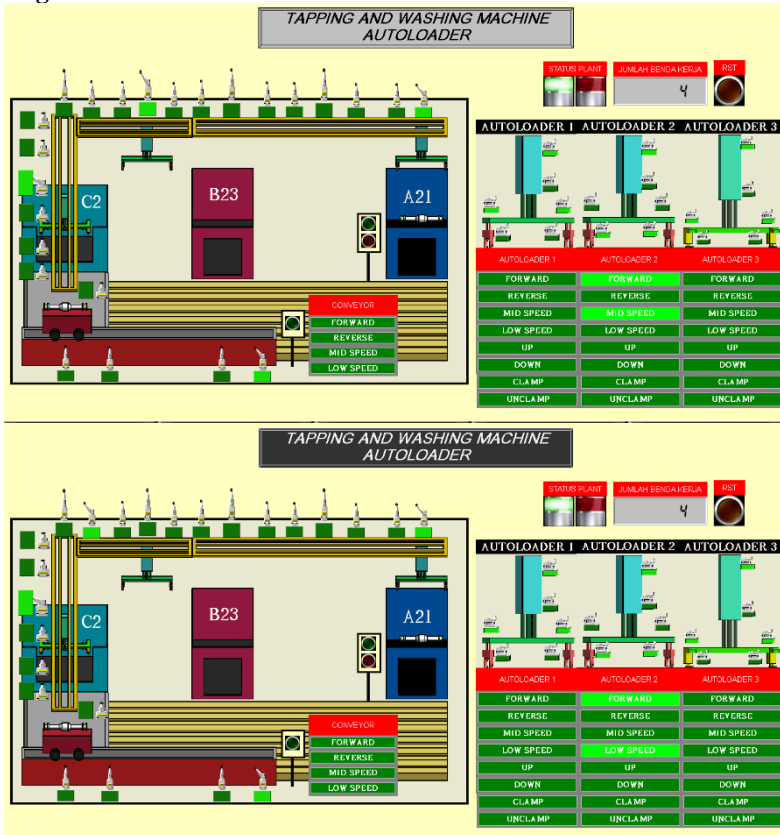 TAPPING AND WASHING MACHINE
AUTOLOADER
STATUS PLANT JUMLAH BENDA KERJA RST
4
AUTOLOADER 1 AUTOLOADER 2 AUTOLOADER 3
C2 B23 A21
AUTOLOADER 1 AUTOLOADER 2 AUTOLOADER 3
FORWARD FORWARD FORWARD
REVERSE REVERSE REVERSE
MID SPEED MID SPEED MID SPEED
LOW SPEED LOW SPEED LOW SPEED
UP UP UP
DOWN DOWN DOWN
CLAMP CLAMP CLAMP
UNCLAMP UNCLAMP UNCLAMP
CONVEYOR
FORWARD
REVERSE
MID SPEED
LOW SPEED
TAPPING AND WASHING MACHINE
AUTOLOADER
STATUS PLANT JUMLAH BENDA KERJA RST
4
AUTOLOADER 1 AUTOLOADER 2 AUTOLOADER 3
C2 B23 A21
AUTOLOADER 1 AUTOLOADER 2 AUTOLOADER 3
FORWARD FORWARD FORWARD
REVERSE REVERSE REVERSE
MID SPEED MID SPEED MID SPEED
LOW SPEED LOW SPEED LOW SPEED
UP UP UP
DOWN DOWN DOWN
CLAMP CLAMP CLAMP
UNCLAMP UNCLAMP UNCLAMP
CONVEYOR
FORWARD
REVERSE
MID SPEED
LOW SPEED